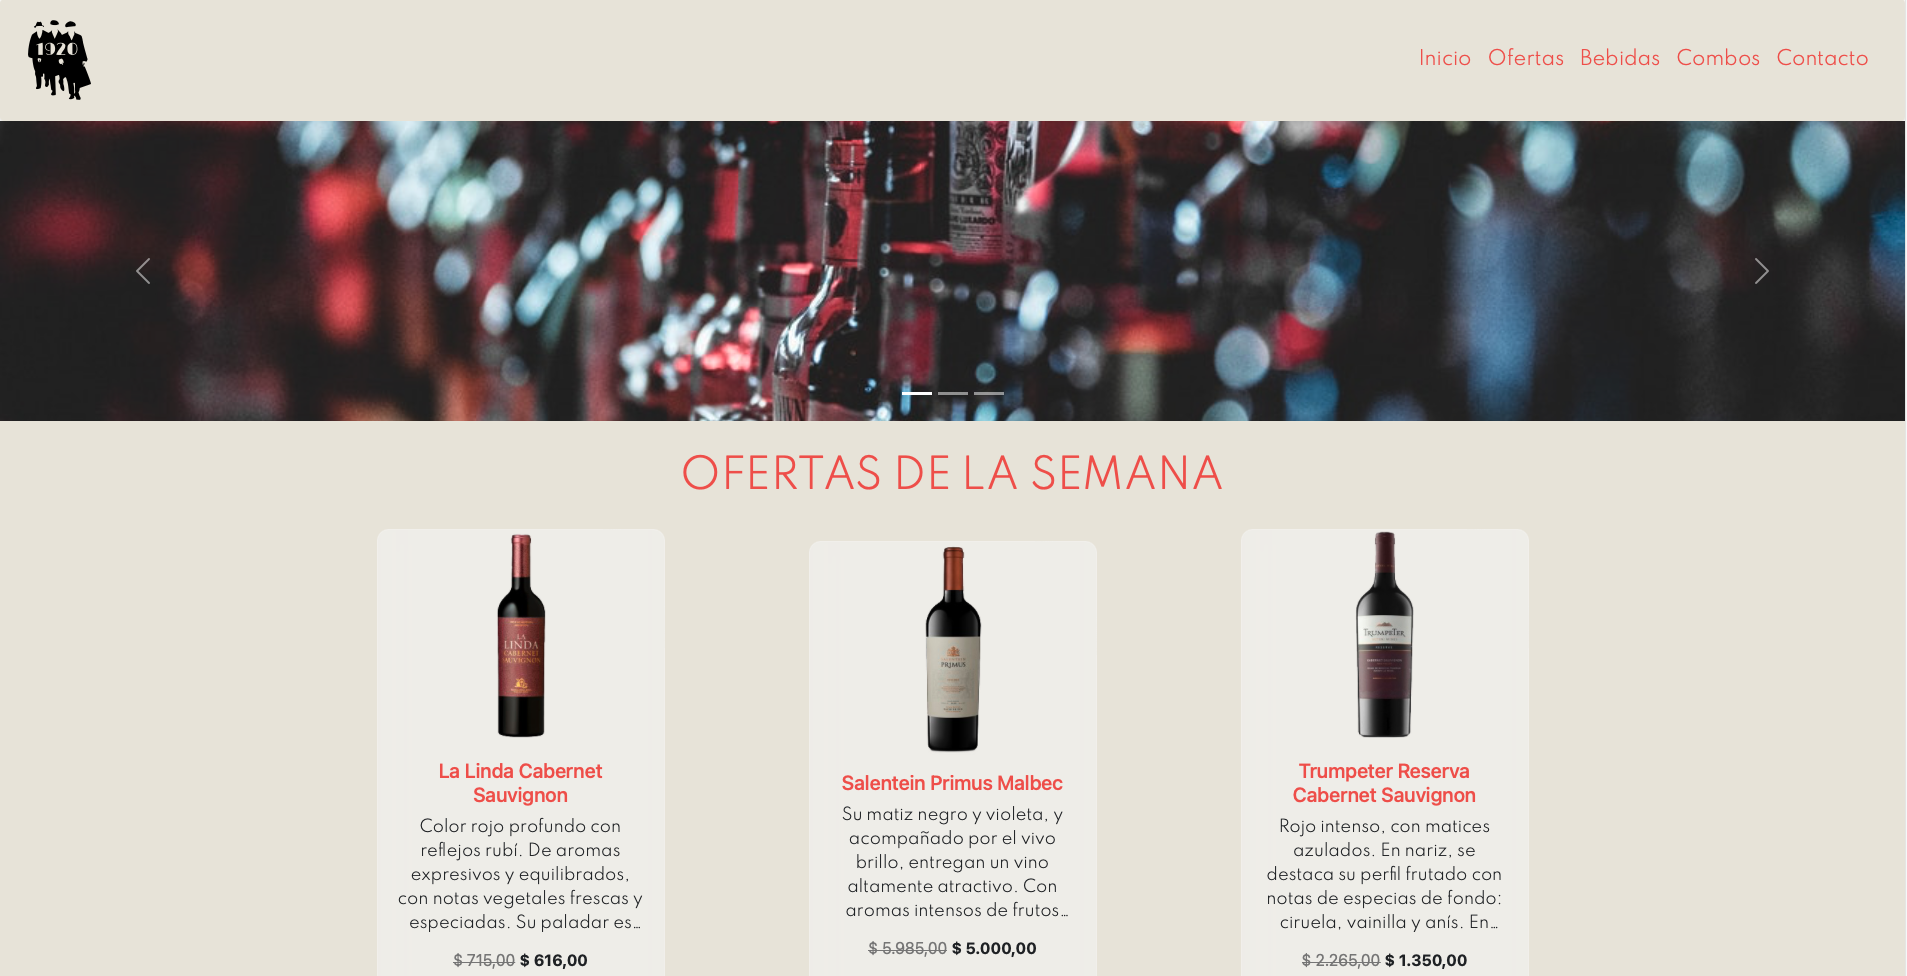 1920
Inicio Ofertas Bebidas Combos Contacto
LUXARDO
OFERTAS DE LA SEMANA
LA
LINDA
CABERNET
SAUVIGNON
PRIMUS
TRUMPETER
La Linda Cabernet
Sauvignon
Color rojo profundo con
reflejos rubí. De aromas
expresivos y equilibrados,
con notas vegetales frescas y
especiadas. Su paladar es...
$ 715,00 $ 616,00
Salentein Primus Malbec
Su matiz negro y violeta, y
acompañado por el vivo
brillo, entregan un vino
altamente atractivo. Con
aromas intensos de frutos...
$ 5.985,00 $ 5.000,00
Trumpeter Reserva
Cabernet Sauvignon
Rojo intenso, con matices
azulados. En nariz, se
destaca su perfil frutado con
notas de especias de fondo:
ciruela, vainilla y anís. En...
$ 2.265,00 $ 1.350,00